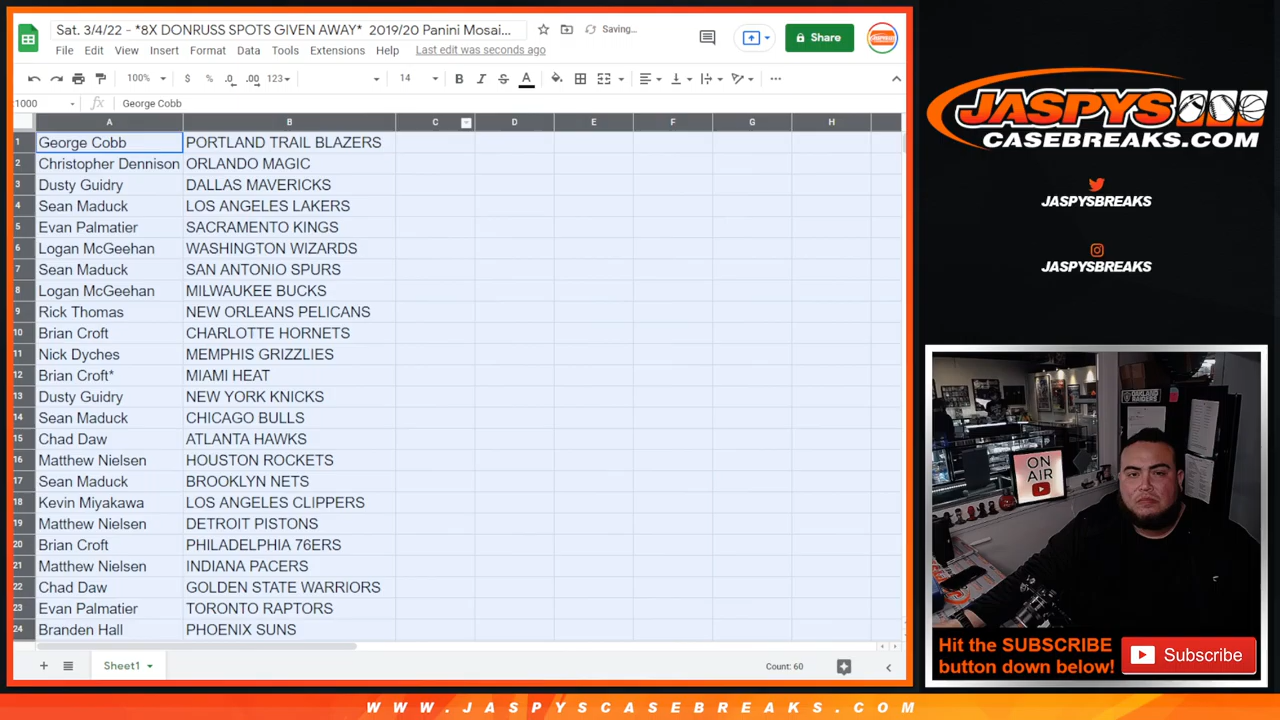 Sat. 3/4/22 - *8X DONRUSS SPOTS GIVEN AWAY* 2019/20 Panini Mosai...
Saving...
File Edit View Insert Format Data Tools Extensions Help Last edit was seconds ago
Share
100% $ % .0 .00 123 14 B I S A
1000 fx George Cobb
A B C D E F G H
1 George Cobb PORTLAND TRAIL BLAZERS
2 Christopher Dennison ORLANDO MAGIC
3 Dusty Guidry DALLAS MAVERICKS
4 Sean Maduck LOS ANGELES LAKERS
5 Evan Palmatier SACRAMENTO KINGS
6 Logan McGeehan WASHINGTON WIZARDS
7 Sean Maduck SAN ANTONIO SPURS
8 Logan McGeehan MILWAUKEE BUCKS
9 Rick Thomas NEW ORLEANS PELICANS
10 Brian Croft CHARLOTTE HORNETS
11 Nick Dyches MEMPHIS GRIZZLIES
12 Brian Croft* MIAMI HEAT
13 Dusty Guidry NEW YORK KNICKS
14 Sean Maduck CHICAGO BULLS
15 Chad Daw ATLANTA HAWKS
16 Matthew Nielsen HOUSTON ROCKETS
17 Sean Maduck BROOKLYN NETS
18 Kevin Miyakawa LOS ANGELES CLIPPERS
19 Matthew Nielsen DETROIT PISTONS
20 Brian Croft PHILADELPHIA 76ERS
21 Matthew Nielsen INDIANA PACERS
22 Chad Daw GOLDEN STATE WARRIORS
23 Evan Palmatier TORONTO RAPTORS
24 Branden Hall PHOENIX SUNS
Sheet1 Count: 60
JASPYS
CASEBREAKS.COM
JASPYSBREAKS
JASPYSBREAKS
OAKLAND RAIDERS
ON AIR
Hit the SUBSCRIBE
button down below!
Subscribe
WWW.JASPYSCASEBREAKS.COM